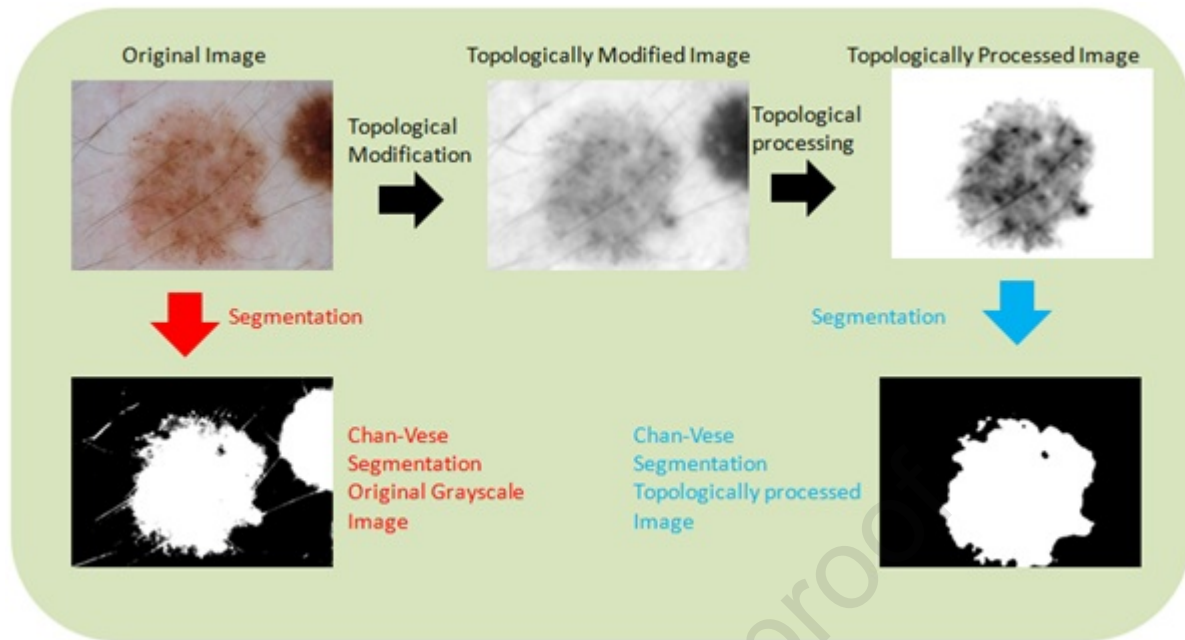 Original Image
Topologically Modified Image
Topologically Processed Image
Topological
Modification
Topological
processing
Segmentation
Segmentation
Chan-Vese
Segmentation
Original Grayscale
Image
Chan-Vese
Segmentation
Topologically processed
Image
proof